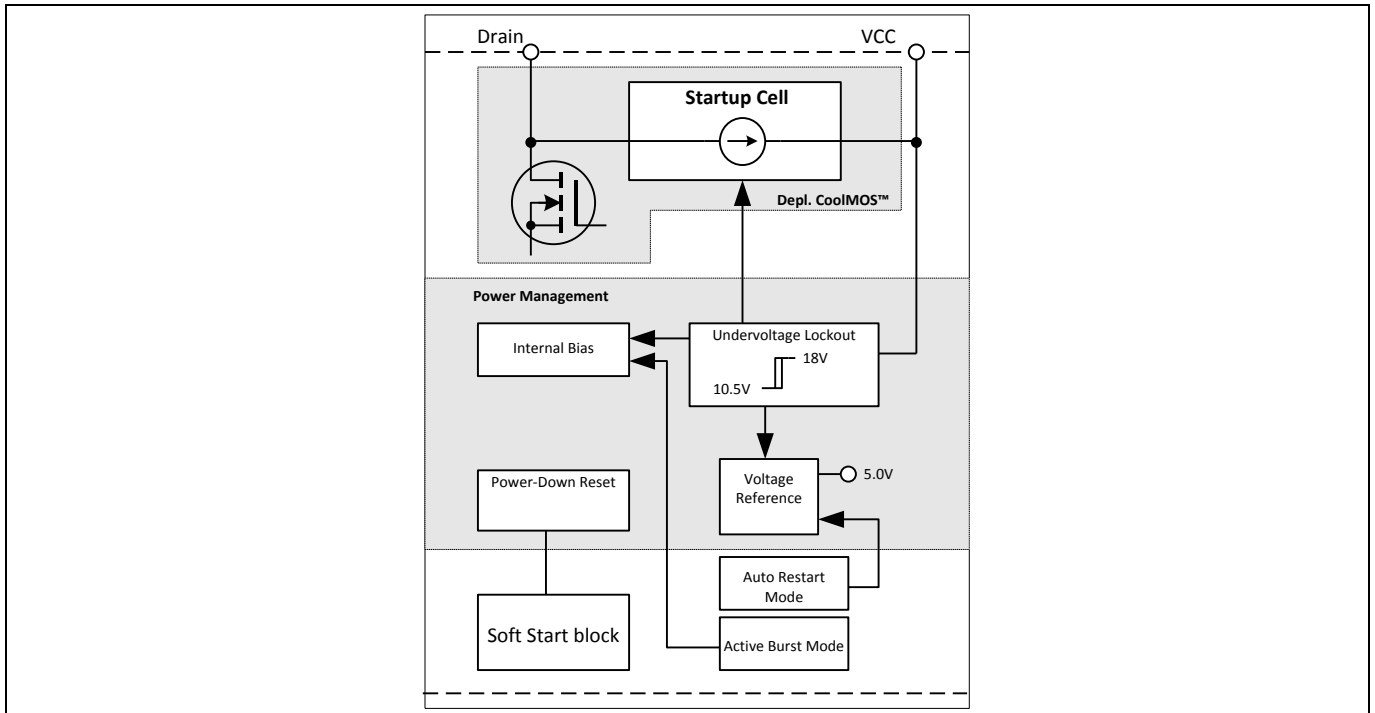 Drain
VCC
Startup Cell
Depl. CoolMOS™
Power Management
Internal Bias
Undervoltage Lockout
18V
10.5V
Power-Down Reset
Voltage
Reference
5.0V
Auto Restart
Mode
Soft Start block
Active Burst Mode